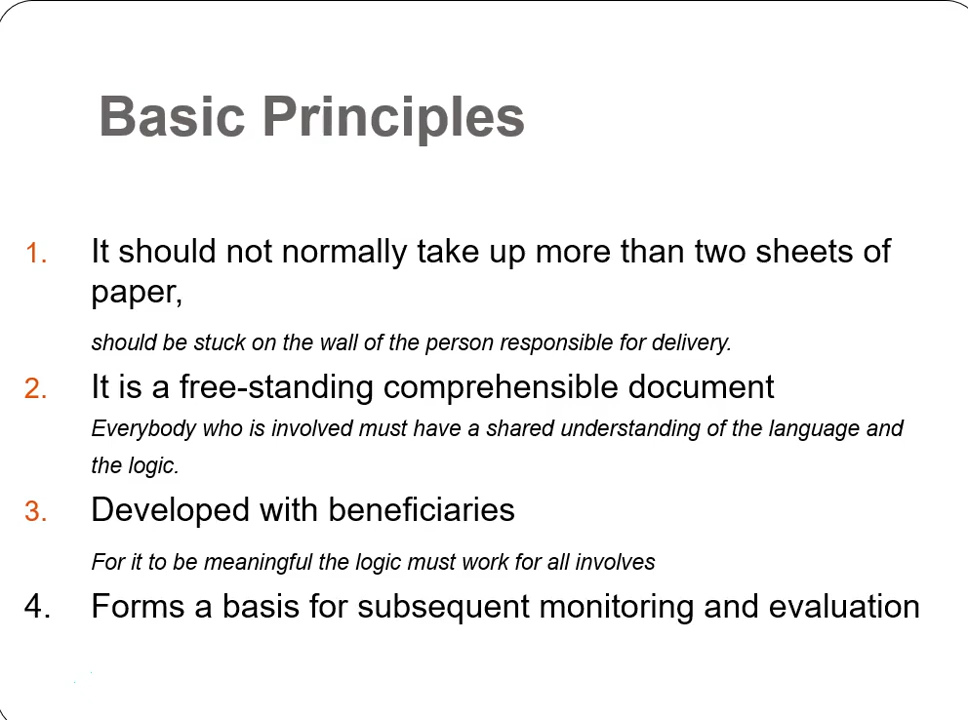 Basic Principles
1. It should not normally take up more than two sheets of
paper,
should be stuck on the wall of the person responsible for delivery.
2. It is a free-standing comprehensible document
Everybody who is involved must have a shared understanding of the language and
the logic.
3. Developed with beneficiaries
For it to be meaningful the logic must work for all involves
4. Forms a basis for subsequent monitoring and evaluation